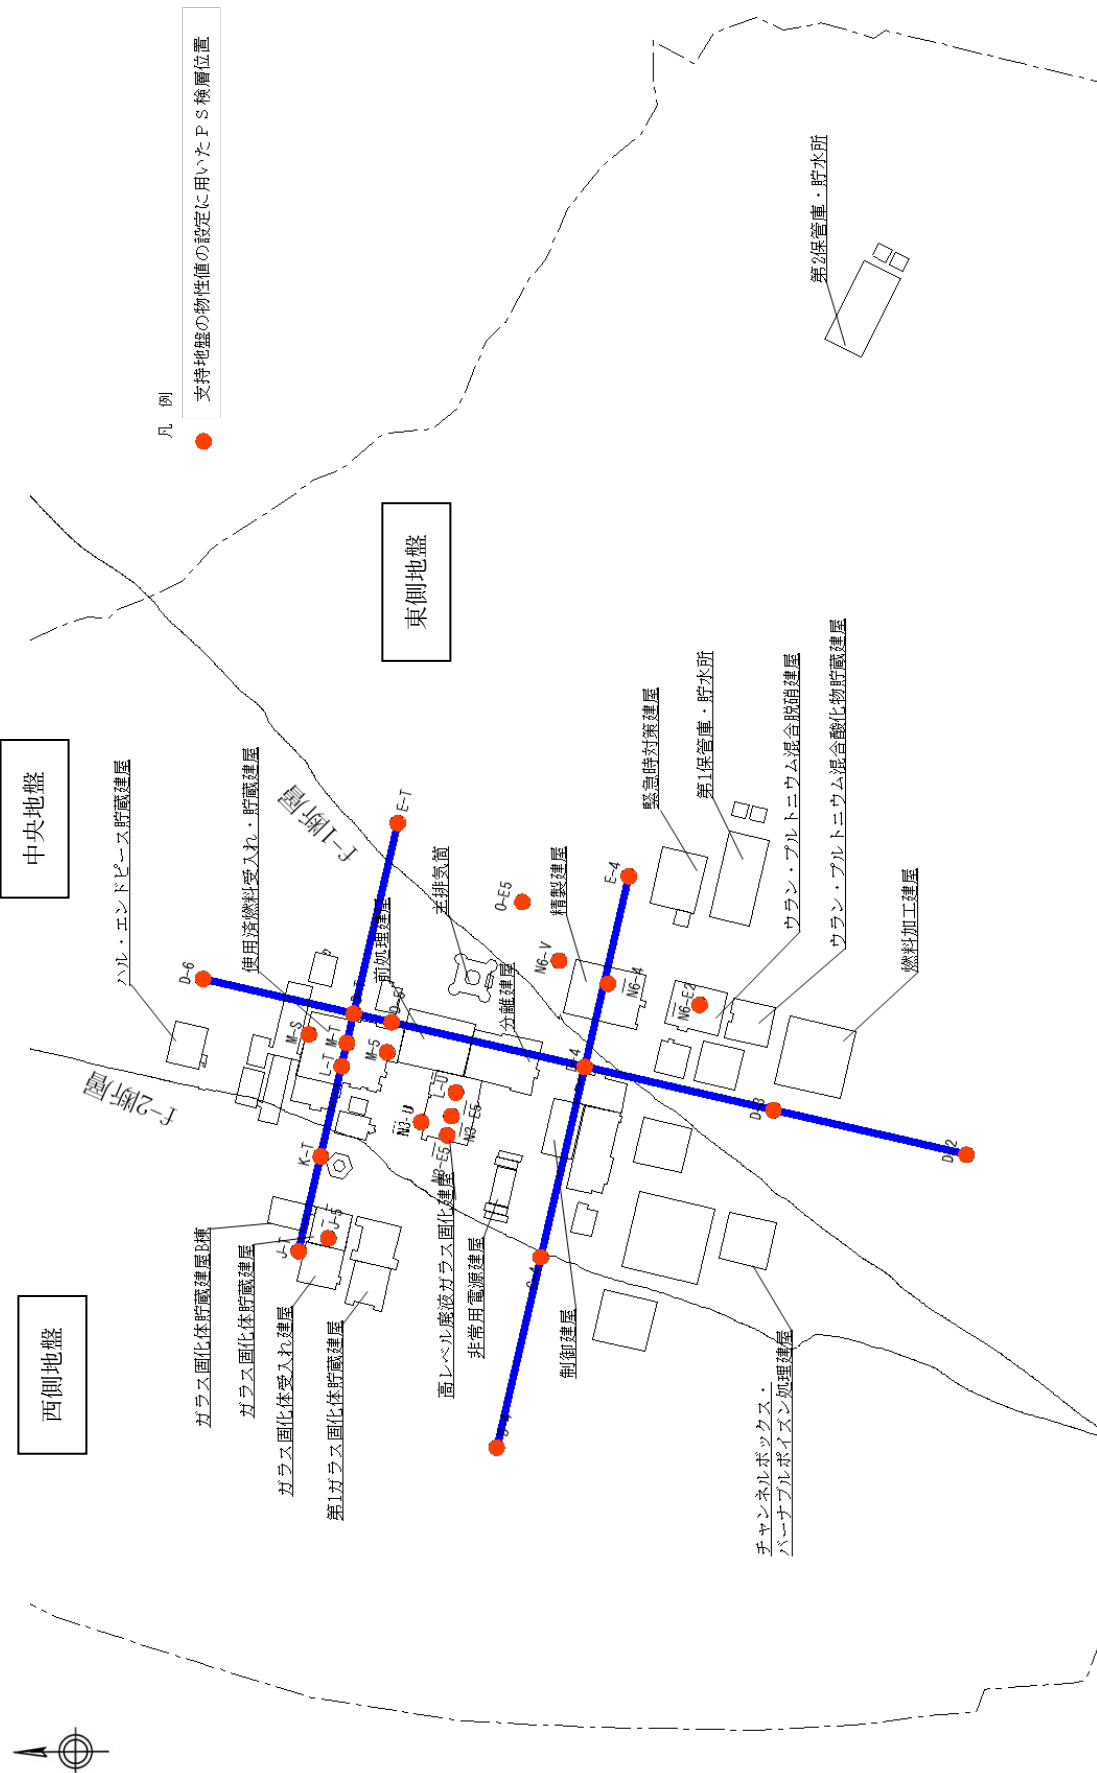 凡　例
支持地盤の物性値の設定に用いたＰＳ検層位置
西側地盤
中央地盤
東側地盤
f-2断層
f-1断層
ハル・エンドピース貯蔵建屋
使用済燃料受入れ・貯蔵建屋
前処理建屋
主排気筒
分離建屋
精製建屋
緊急時対策建屋
第1保管庫・貯水所
ウラン・プルトニウム混合脱硝建屋
ウラン・プルトニウム混合酸化物貯蔵建屋
燃料加工建屋
第2保管庫・貯水所
ガラス固化体貯蔵建屋B棟
ガラス固化体貯蔵建屋
ガラス固化体受入れ建屋
第1ガラス固化体貯蔵建屋
高レベル廃液ガラス固化建屋
非常用電源建屋
制御建屋
チャンネルボックス・
バーナブルポイズン処理建屋
D-6
E-T
M-S
M-T
L-T
D-5
M-5
K-T
J-5
L-U
N3-U
N3-E5
O-E5
N6-V
E-4
N6-4
N6-E2
D-3
D-2